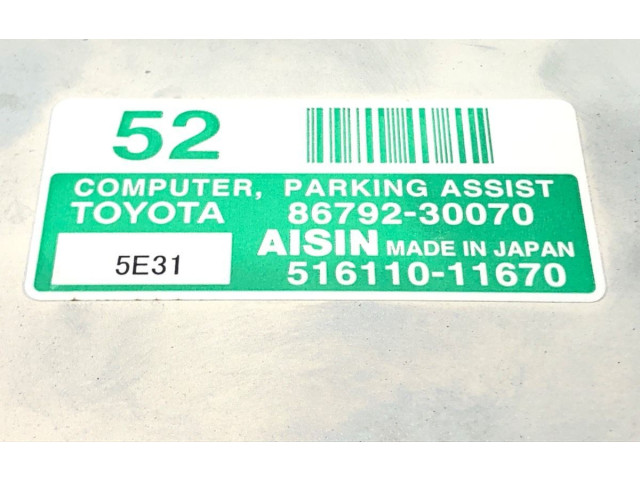 52
COMPUTER, PARKING ASSIST
TOYOTA 86792-30070
AISIN MADE IN JAPAN
5E31 516110-11670